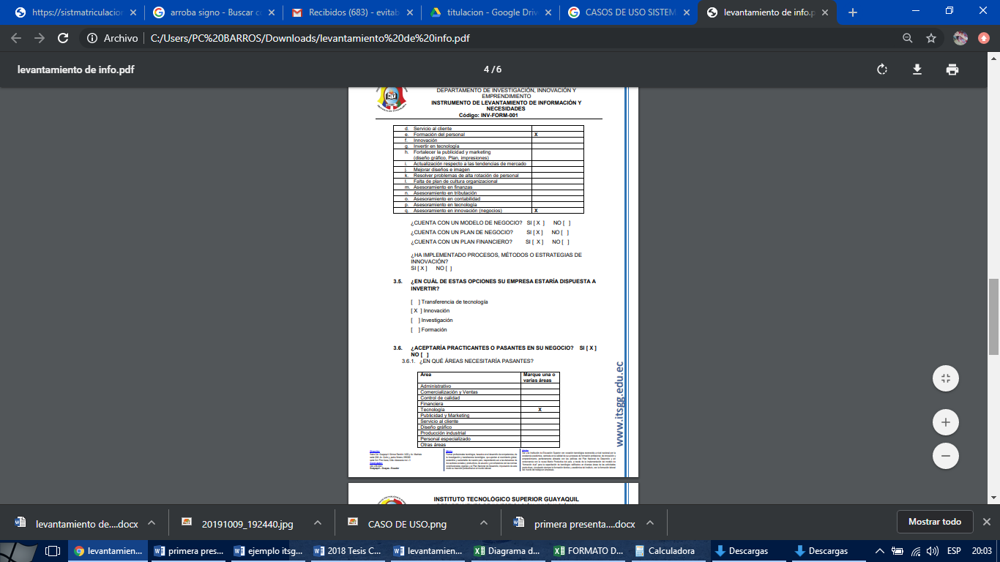 https://sistmatriculacion
arroba signo - Buscar co
Recibidos (683) - evitab
titulacion - Google Driv
CASOS DE USO SISTEM
levantamiento de info.p
Archivo
C:/Users/PC%20BARROS/Downloads/levantamiento%20de%20info.pdf
levantamiento de info.pdf
4 / 6
DEPARTAMENTO DE INVESTIGACIÓN, INNOVACIÓN Y
EMPRENDIMIENTO
INSTRUMENTO DE LEVANTAMIENTO DE INFORMACIÓN Y
NECESIDADES
Código: INV-FORM-001
d. Servicio al cliente
e. Formación del personal X
f. Innovación
g. Invertir en tecnología
h. Fortalecer la publicidad y marketing
(diseño gráfico, Plan, impresiones)
i. Actualización respecto a las tendencias de mercado
j. Mejorar diseños e imagen
k. Resolver problemas de alta rotación de personal
l. Falta de plan de cultura organizacional
m. Asesoramiento en finanzas
n. Asesoramiento en tributación
o. Asesoramiento en contabilidad
p. Asesoramiento en tecnología
q. Asesoramiento en innovación (negocios) X
¿CUENTA CON UN MODELO DE NEGOCIO? SI [ X ] NO [ ]
¿CUENTA CON UN PLAN DE NEGOCIO? SI [ X ] NO [ ]
¿CUENTA CON UN PLAN FINANCIERO? SI [ X ] NO [ ]
¿HA IMPLEMENTADO PROCESOS, MÉTODOS O ESTRATEGIAS DE
INNOVACIÓN?
SI [ X ] NO [ ]
3.5. ¿EN CUÁL DE ESTAS OPCIONES SU EMPRESA ESTARÍA DISPUESTA A
INVERTIR?
[ ] Transferencia de tecnología
[ X ] Innovación
[ ] Investigación
[ ] Formación
3.6. ¿ACEPTARÍA PRACTICANTES O PASANTES EN SU NEGOCIO? SI [ X ]
NO [ ]
3.6.1. ¿EN QUÉ ÁREAS NECESITARÍA PASANTES?
Área Marque una o
varias áreas
Administrativo
Comercialización y Ventas
Control de calidad
Financiera
Tecnología X
Publicidad y Marketing
Servicio al cliente
Diseño gráfico
Producción industrial
Personal especializado
Otras áreas
www.itsgg.edu.ec
Guayaquil - Guayas - Ecuador
INSTITUTO TECNOLÓGICO SUPERIOR GUAYAQUIL
levantamiento de....docx
20191009_192440.jpg
CASO DE USO.png
primera presenta....docx
Mostrar todo
levantamien...
primera pres...
ejemplo itsg...
2018 Tesis C...
levantamien...
Diagrama d...
FORMATO D...
Calculadora
Descargas
Descargas
ESP
20:03